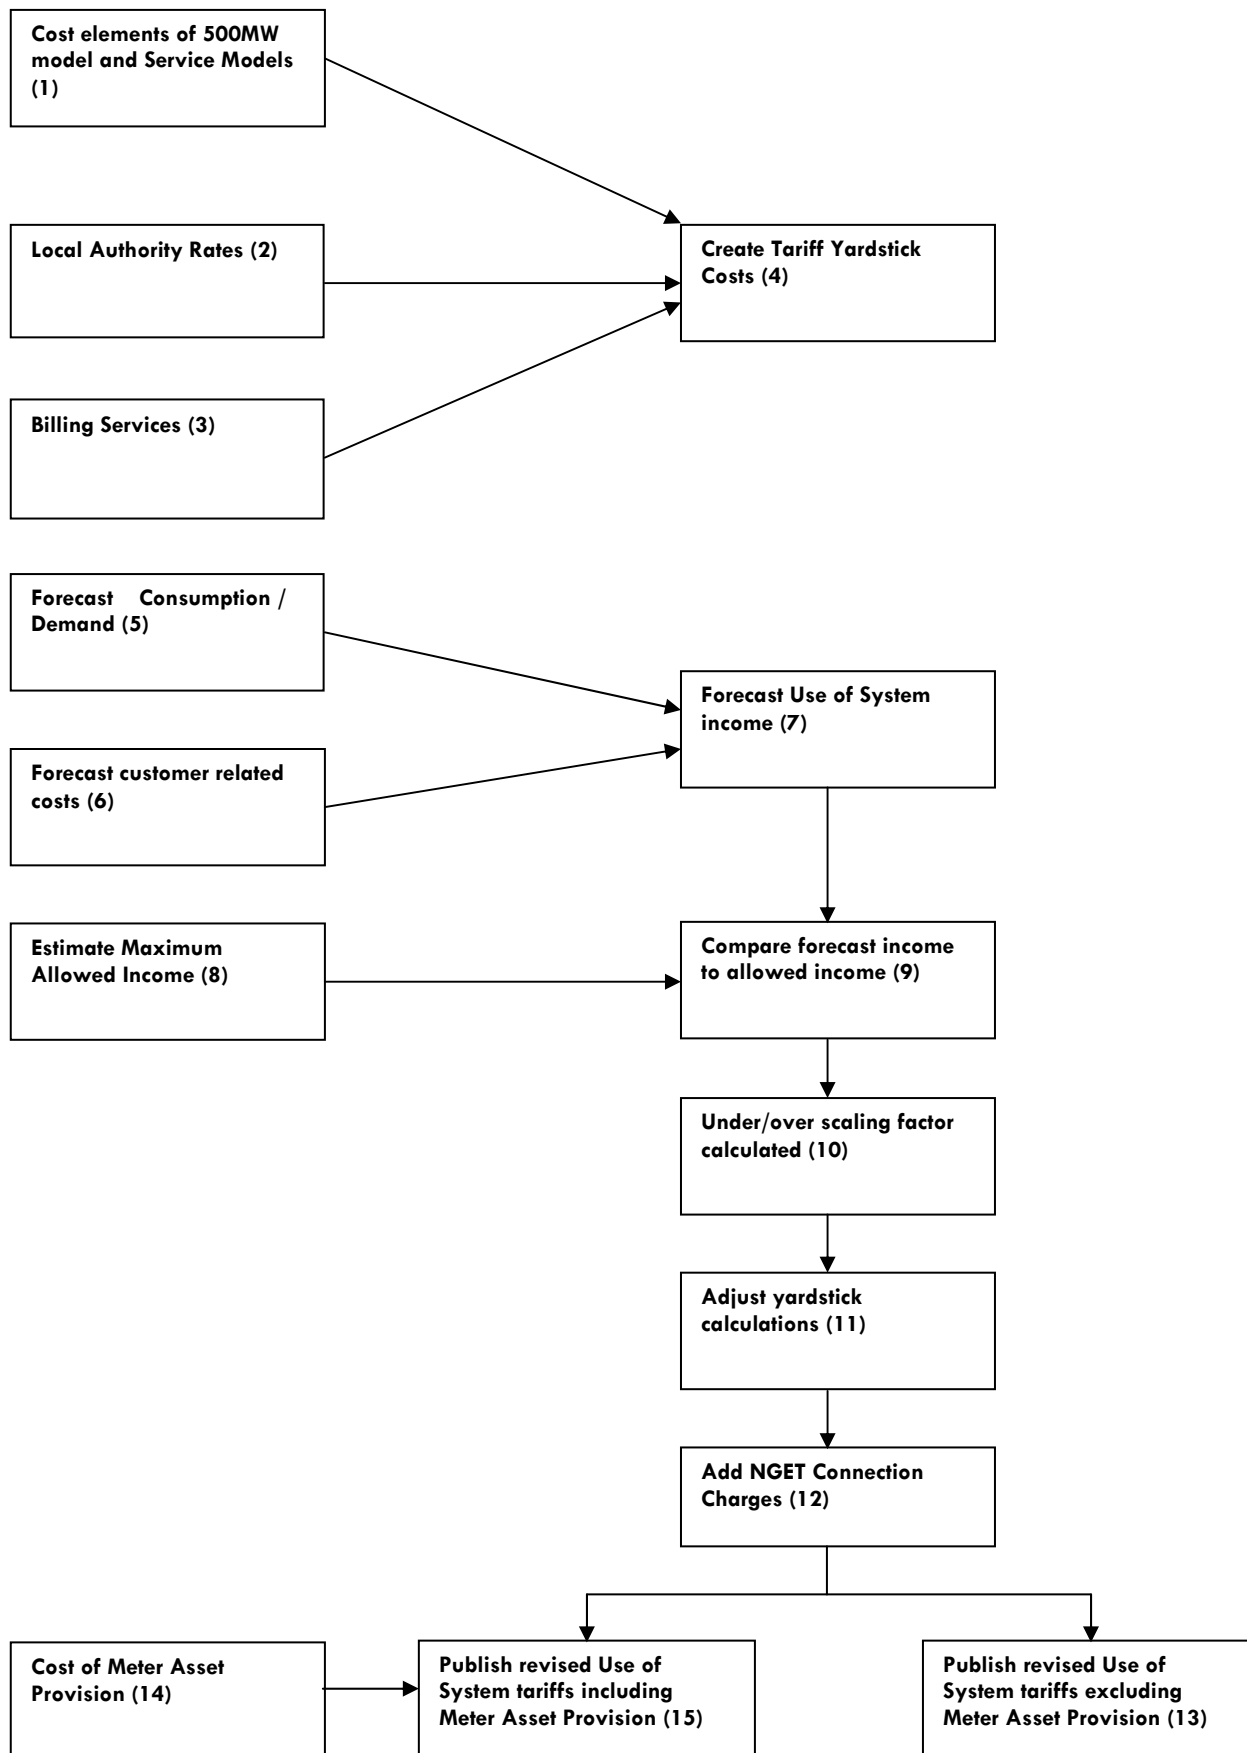 Cost elements of 500MW
model and Service Models
(1)
Local Authority Rates (2)
Create Tariff Yardstick
Costs (4)
Billing Services (3)
Forecast Consumption /
Demand (5)
Forecast Use of System
income (7)
Forecast customer related
costs (6)
Estimate Maximum
Allowed Income (8)
Compare forecast income
to allowed income (9)
Under/over scaling factor
calculated (10)
Adjust yardstick
calculations (11)
Add NGET Connection
Charges (12)
Cost of Meter Asset
Provision (14)
Publish revised Use of
System tariffs including
Meter Asset Provision (15)
Publish revised Use of
System tariffs excluding
Meter Asset Provision (13)